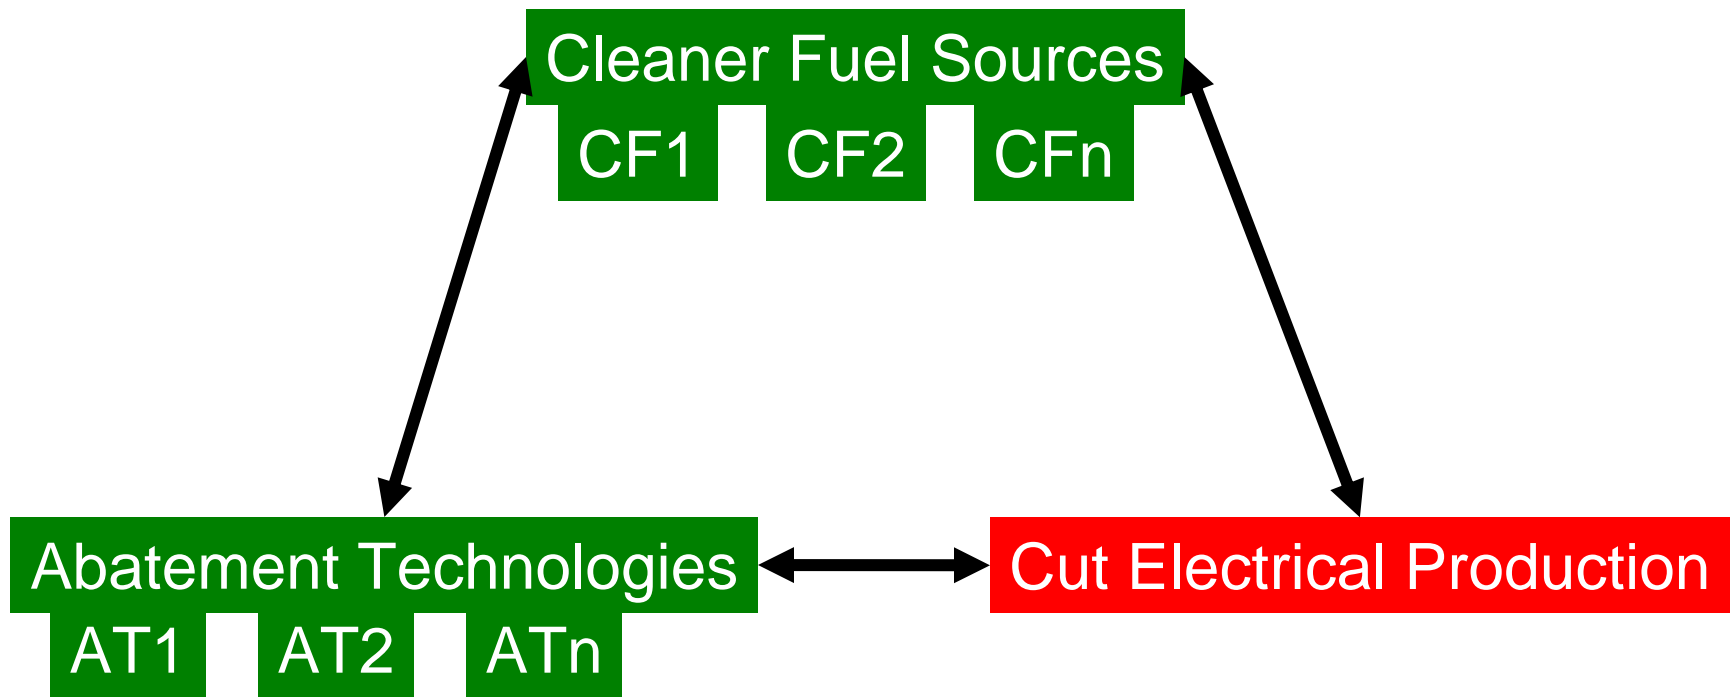 Cleaner Fuel Sources
CF1 CF2 CFn
Abatement Technologies
Cut Electrical Production
AT1 AT2 ATn